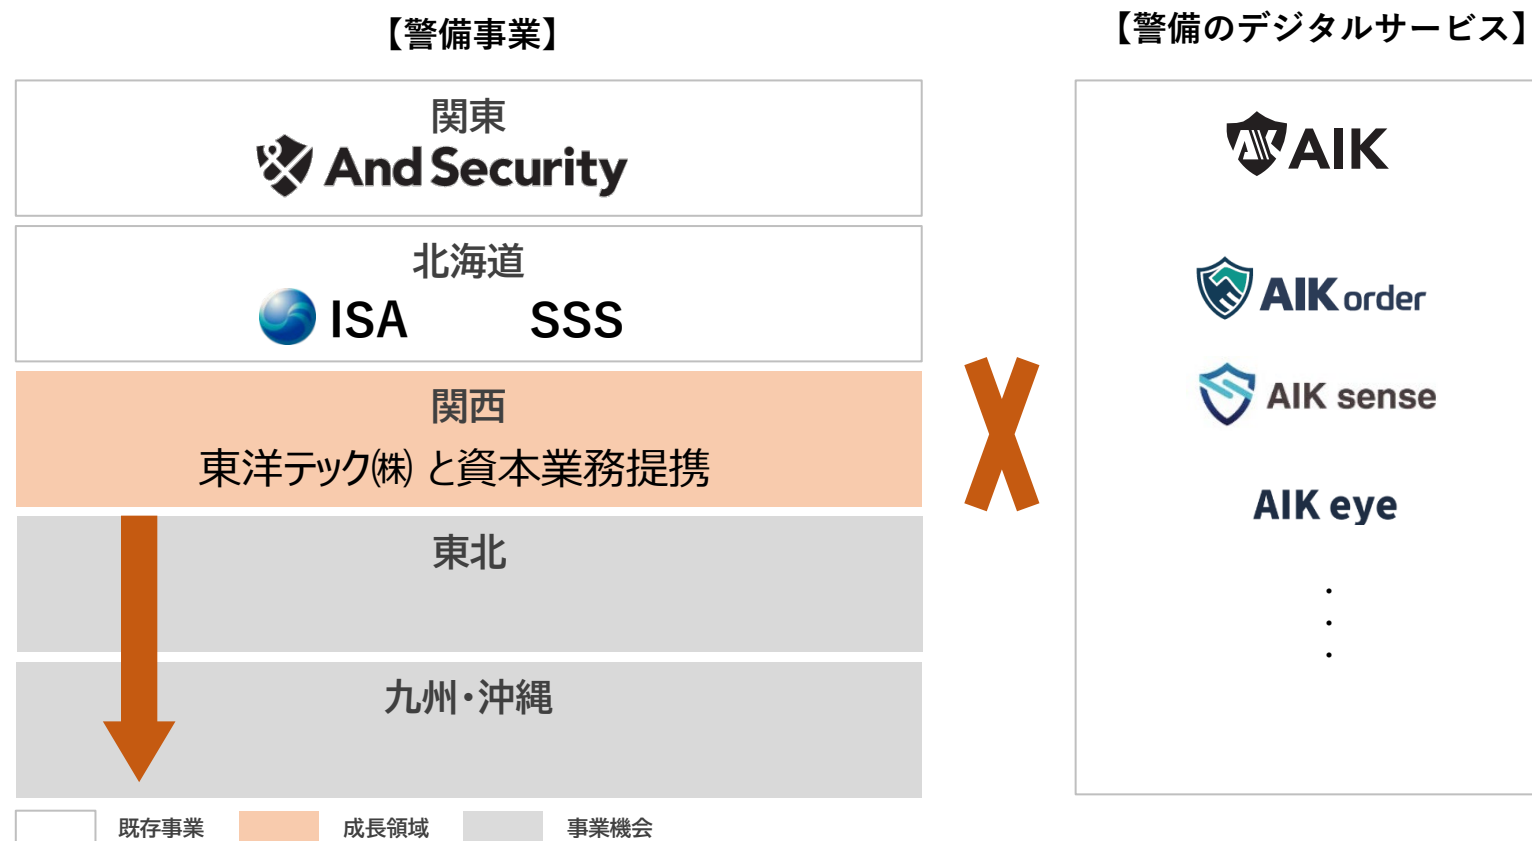 【警備事業】
関東
And Security
北海道
ISA
SSS
関西
東洋テック㈱ と資本業務提携
東北
九州・沖縄
既存事業
成長領域
事業機会
【警備のデジタルサービス】
AIK
AIK order
AIK sense
AIK eye
・
・
・